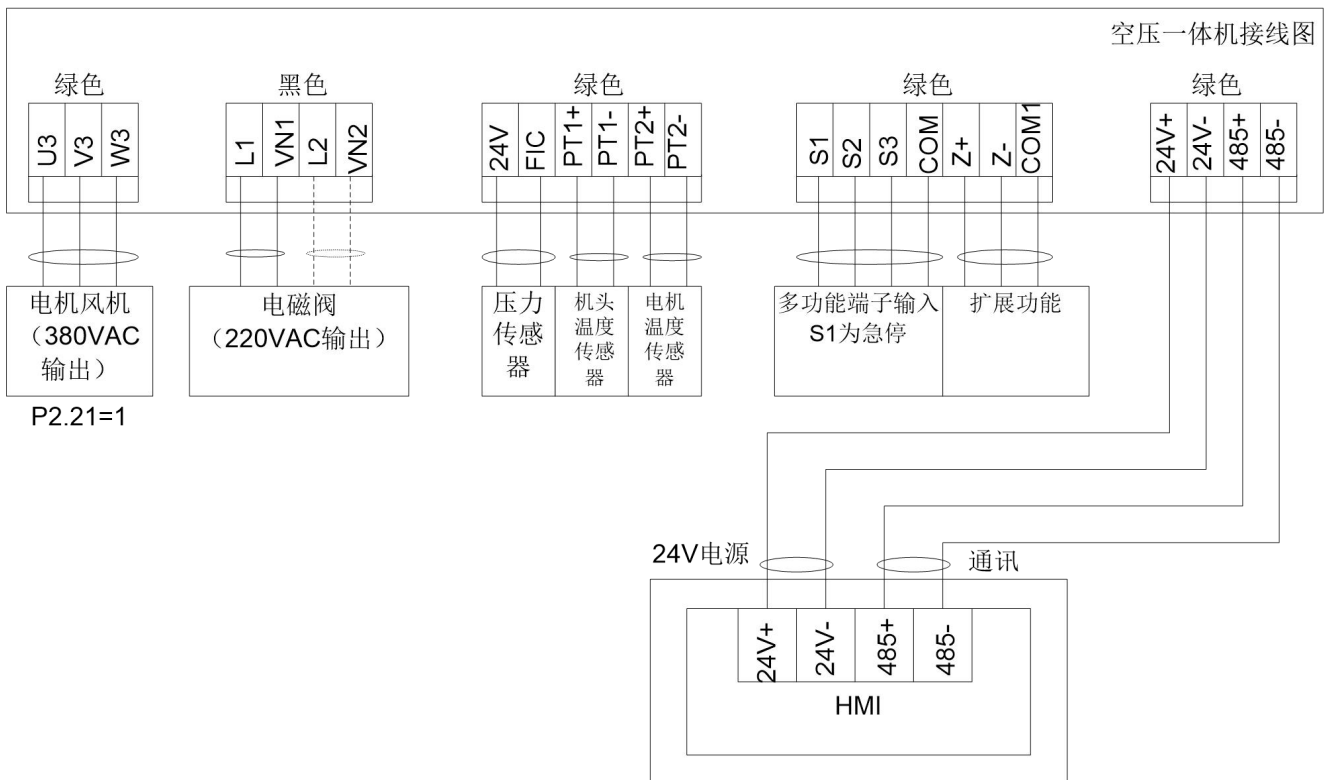 空压一体机接线图
绿色
黑色
绿色
绿色
绿色
U3
V3
W3
L1
VN1
L2
VN2
24V
FIC
PT1+
PT1-
PT2+
PT2-
S1
S2
S3
COM
Z+
Z-
COM1
24V+
24V-
485+
485-
电机风机
（380VAC
输出）
电磁阀
（220VAC输出）
压力
传感
器
机头
温度
传感
器
电机
温度
传感
器
多功能端子输入
S1为急停
扩展功能
P2.21=1
24V电源
通讯
24V+
24V-
485+
485-
HMI